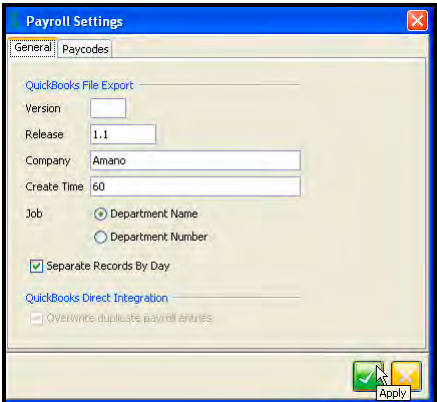 Payroll Settings
General Paycodes
QuickBooks File Export
Version
Release 1.1
Company Amano
Create Time 60
Job Department Name
Department Number
Separate Records By Day
QuickBooks Direct Integration
Overwrite duplicate payroll entries
Apply